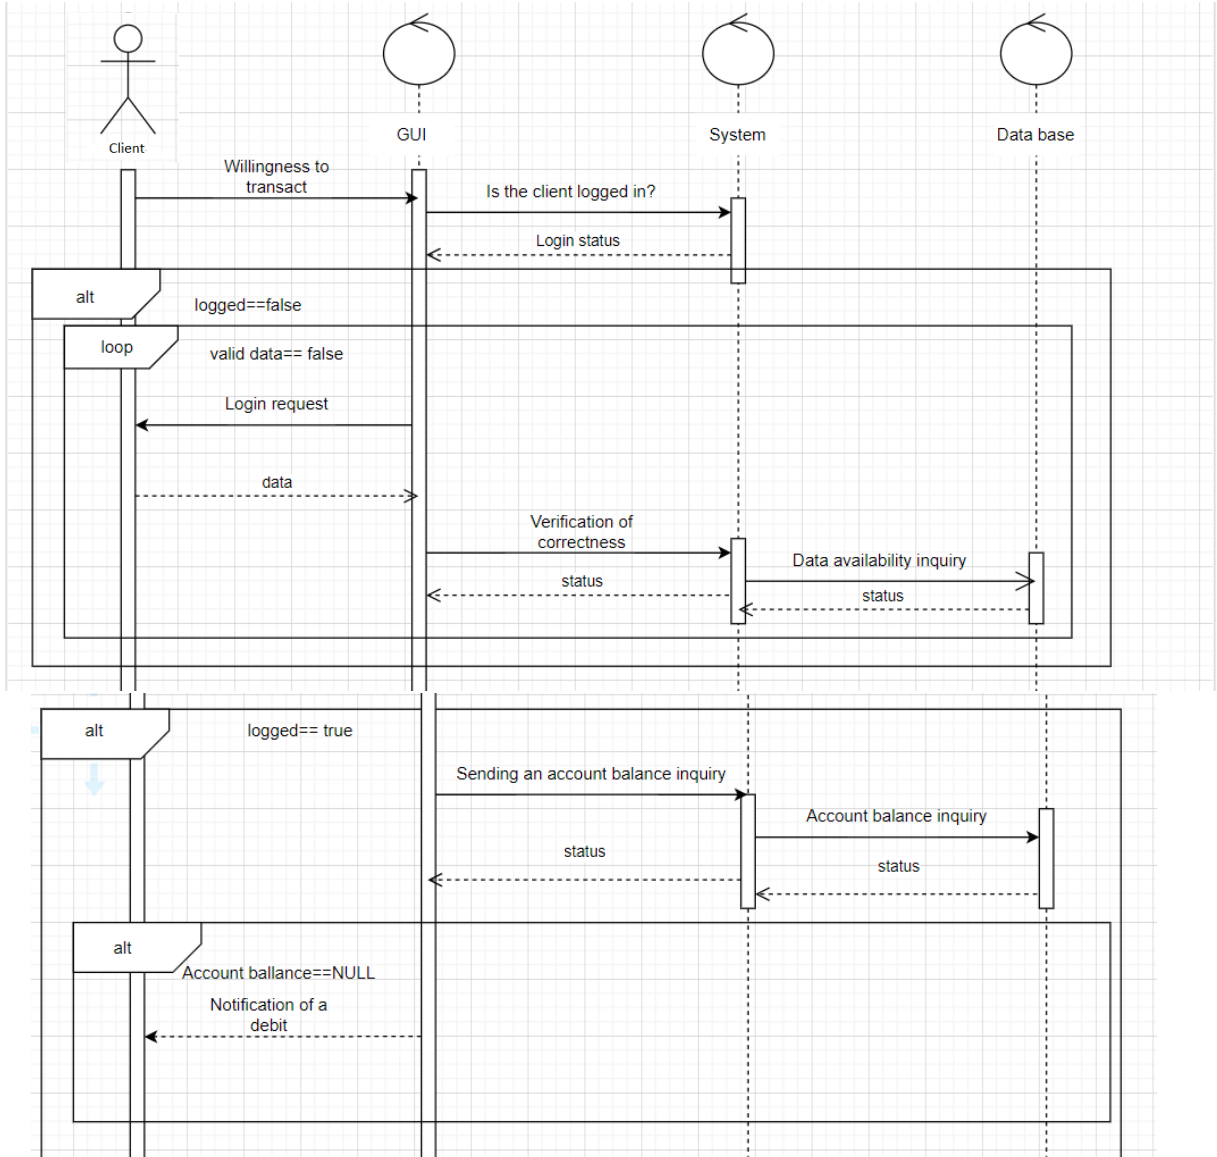 Client
GUI
System
Data base
Willingness to
transact
Is the client logged in?
Login status
alt
logged==false
loop
valid data== false
Login request
data
Verification of
correctness
Data availability inquiry
status
status
alt
logged== true
Sending an account balance inquiry
Account balance inquiry
status
status
alt
Account ballance==NULL
Notification of a
debit